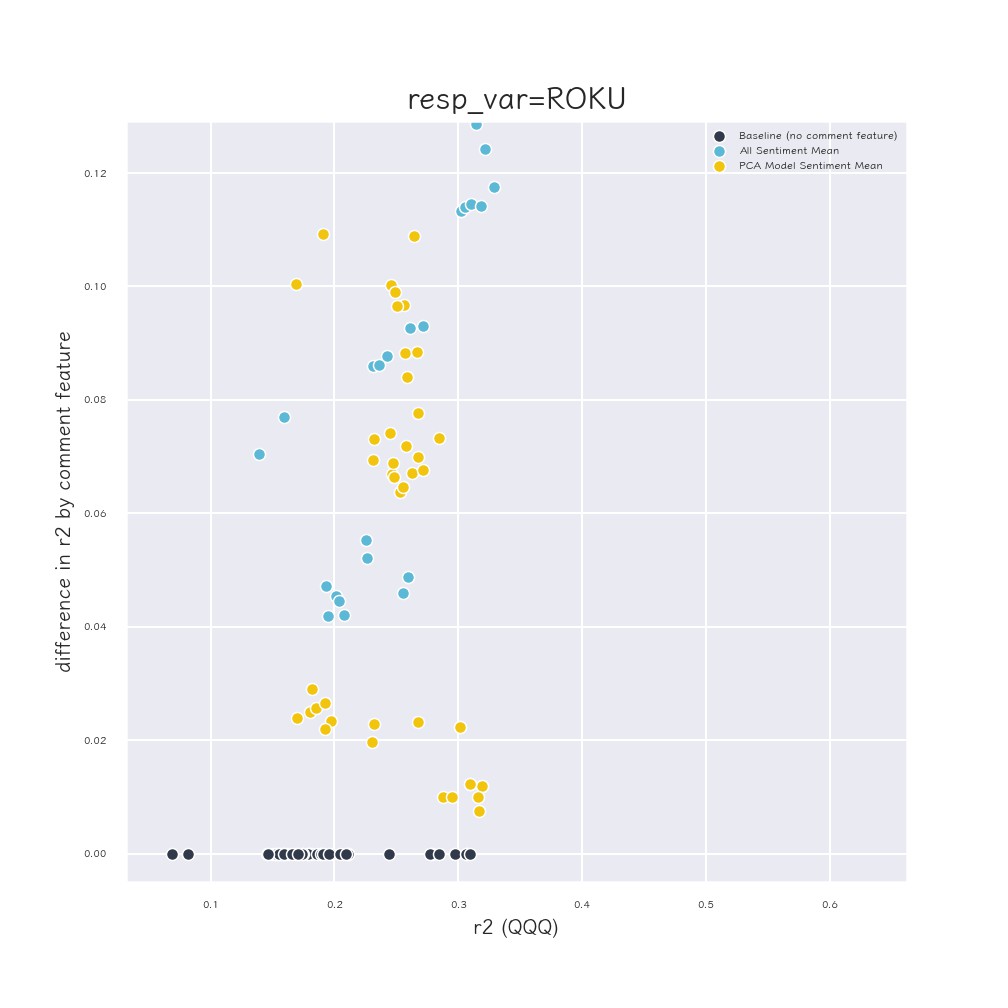 resp_var=ROKU
Baseline (no comment feature)
All Sentiment Mean
PCA Model Sentiment Mean
difference in r2 by comment feature
0.12
0.10
0.08
0.06
0.04
0.02
0.00
0.1 0.2 0.3 0.4 0.5 0.6
r2 (QQQ)